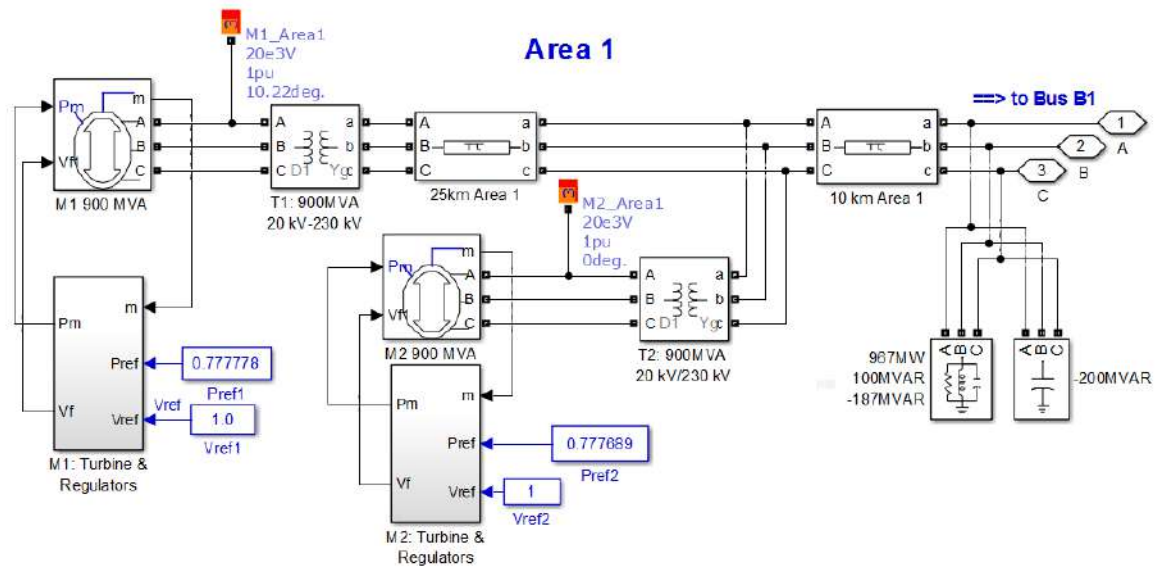 Area 1
M1_Area1
20e3V
1pu
10.22deg.
==> to Bus B1
Pm
m
A
B
C
Vf
M1 900 MVA
A
B
C
a
b
c
D1 Yg
T1: 900MVA
20 kV-230 kV
A
B
C
a
b
c
25km Area 1
A
B
C
a
b
c
10 km Area 1
1
A
2
B
3
C
M2_Area1
20e3V
1pu
0deg.
Pm
m
A
B
C
Vf
M2 900 MVA
A
B
C
a
b
c
D1 Yg
T2: 900MVA
20 kV/230 kV
A B C
967MW
100MVAR
-187MVAR
A B C
-200MVAR
m
Pm
Pref
Vf
Vref
0.777778
Pref1
Vref
1.0
Vref1
M1: Turbine &
Regulators
m
Pm
Pref
Vf
Vref
0.777689
Pref2
1
Vref2
M2: Turbine &
Regulators